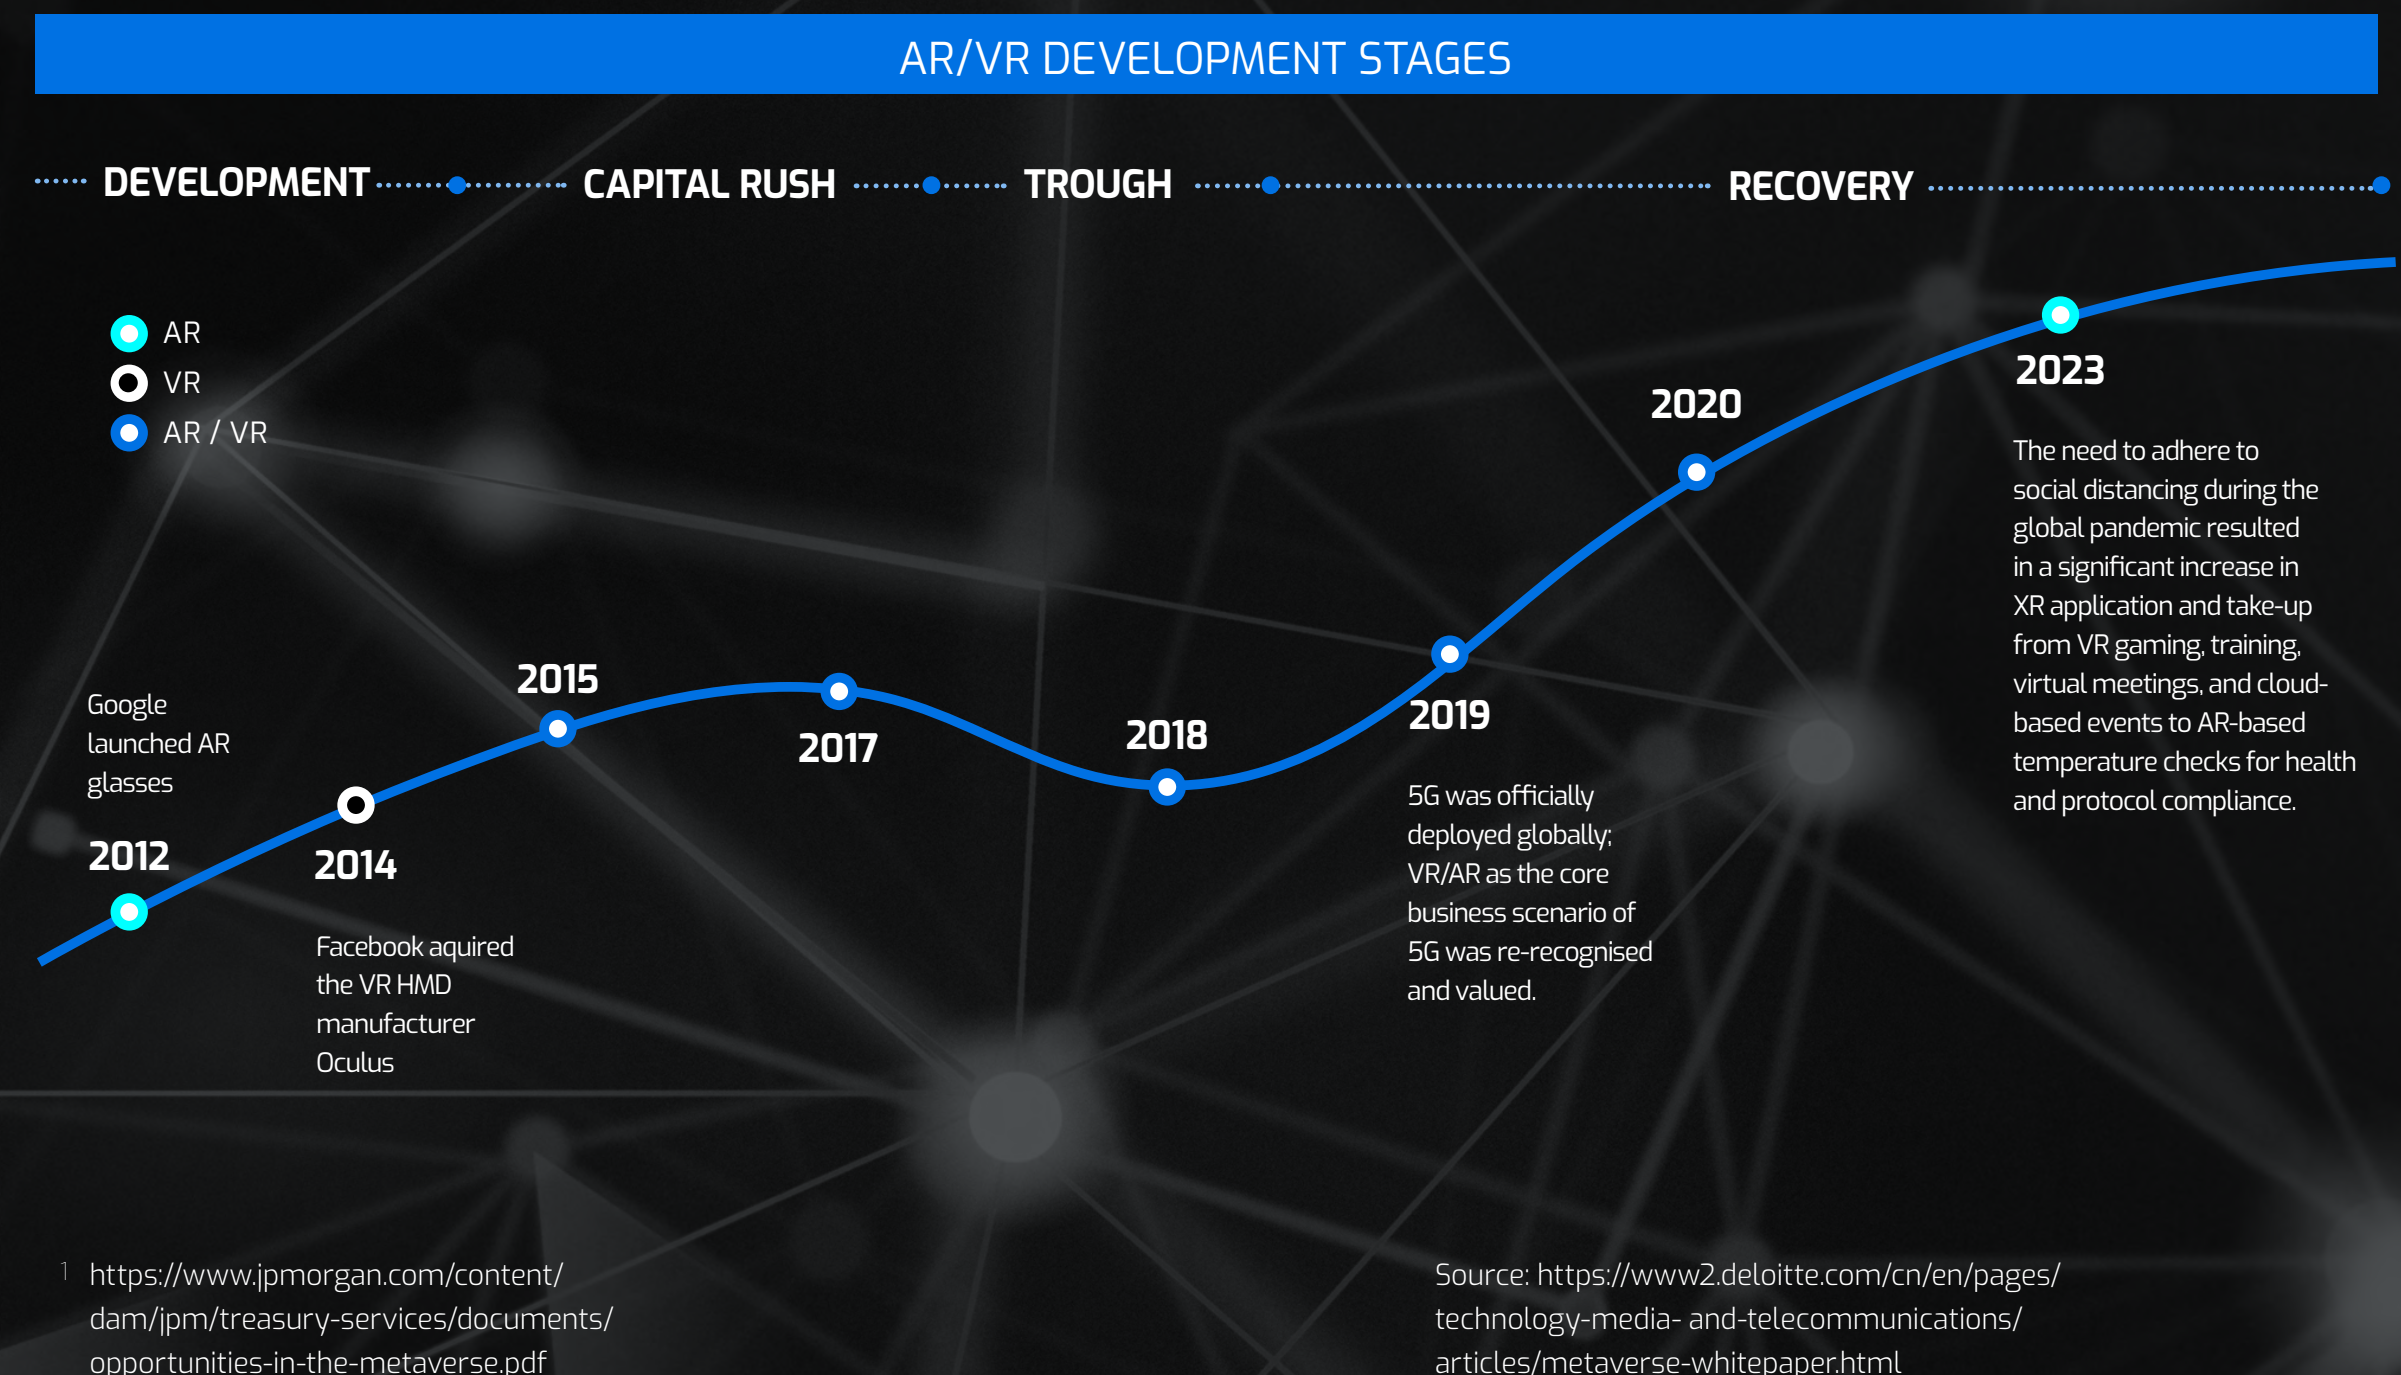 AR/VR DEVELOPMENT STAGES
DEVELOPMENT
CAPITAL RUSH
TROUGH
RECOVERY
AR
VR
AR / VR
Google
launched AR
glasses
2012
2014
Facebook aquired
the VR HMD
manufacturer
Oculus
2015
2017
2018
2019
5G was officially
deployed globally;
VR/AR as the core
business scenario of
5G was re-recognised
and valued.
2020
2023
The need to adhere to
social distancing during the
global pandemic resulted
in a significant increase in
XR application and take-up
from VR gaming, training,
virtual meetings, and cloud-
based events to AR-based
temperature checks for health
and protocol compliance.
1 https://www.jpmorgan.com/content/
dam/jpm/treasury-services/documents/
opportunities-in-the-metaverse.pdf
Source: https://www2.deloitte.com/cn/en/pages/
technology-media- and-telecommunications/
articles/metaverse-whitepaper.html